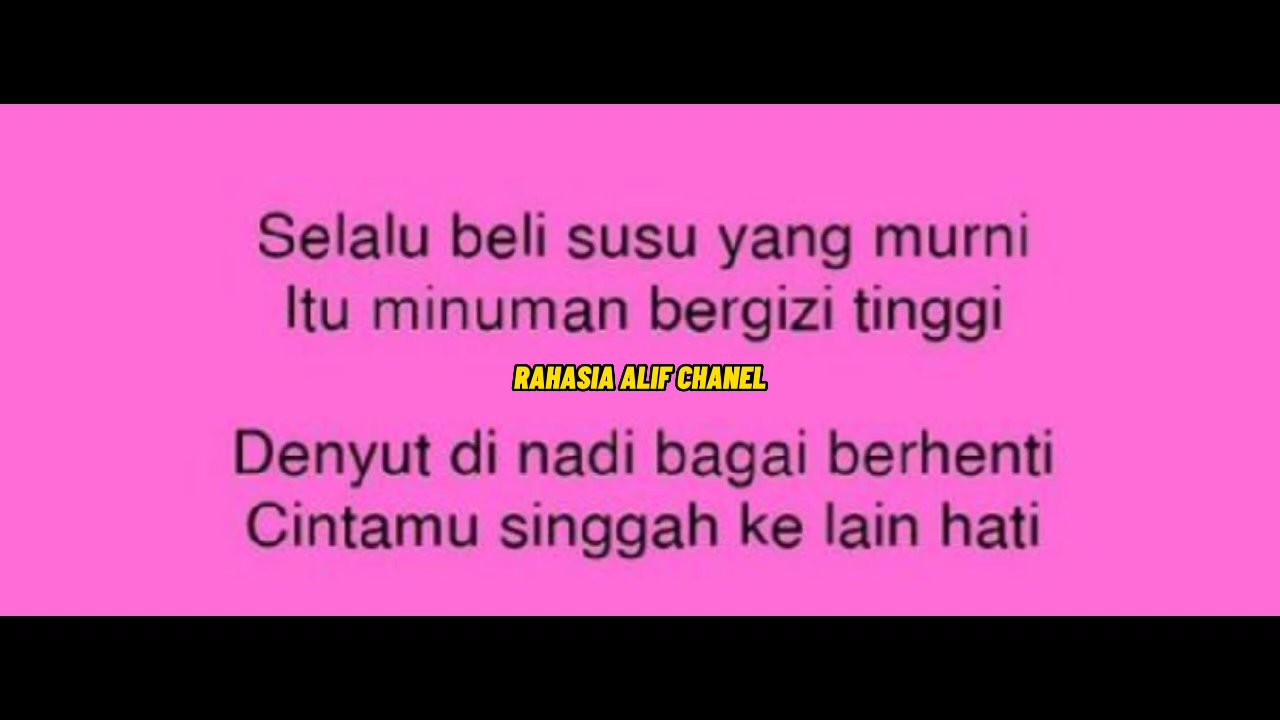 Selalu beli susu yang murni
Itu minuman bergizi tinggi
RAHASIA ALIF CHANEL
Denyut di nadi bagai berhenti
Cintamu singgah ke lain hati